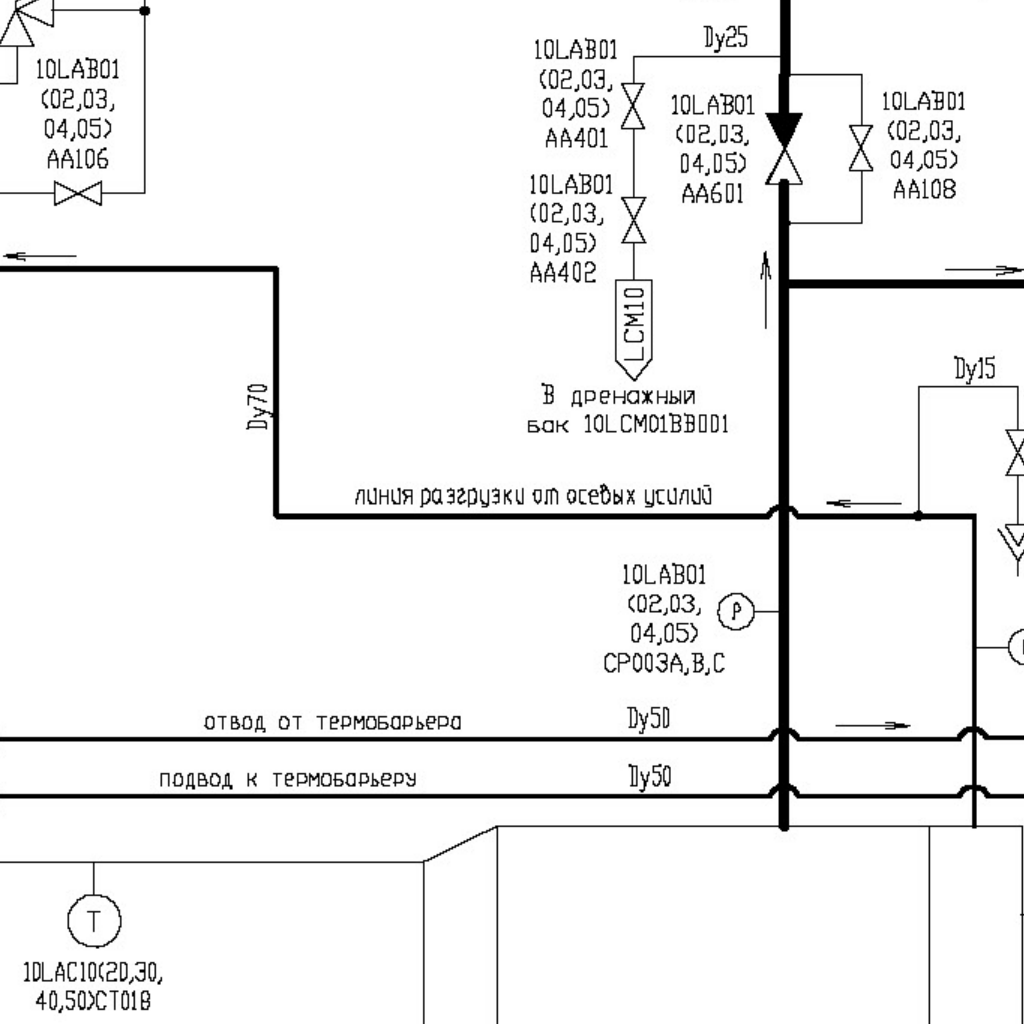 Dy25
10LAB01
(02,03,
04,05)
AA106
10LAB01
(02,03,
04,05)
AA401
10LAB01
(02,03,
04,05)
AA601
10LAB01
(02,03,
04,05)
AA108
10LAB01
(02,03,
04,05)
AA402
LCM10
В дренажный
бак 10LCM01BB001
Dy15
Dy70
линия разгрузки от осевых усилий
10LAB01
(02,03,
04,05)
CP003A,B,C
P
отвод от термобарьера
Dy50
подвод к термобарьеру
Dy50
T
10LAC10(20,30,
40,50)CT01B